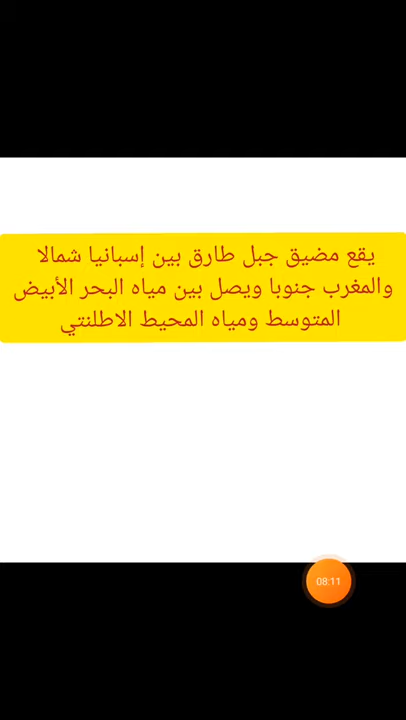 يقع مضيق جبل طارق بين إسبانيا شمالا
والمغرب جنوبا ويصل بين مياه البحر الأبيض
المتوسط ومياه المحيط الاطلنتي
08:11